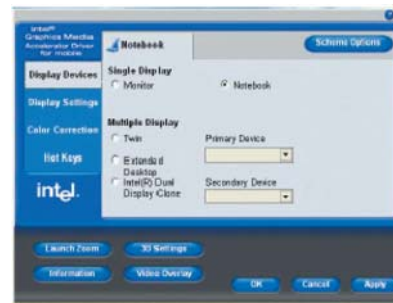 intel®
Graphics Media
Accelerator Driver
for mobile
Notebook
Scheme Options
Display Devices
Single Display
Monitor
Notebook
Display Settings
Multiple Display
Color Correction
Twin
Primary Device
Hot Keys
Extended
Desktop
Intel(R) Dual
Display Clone
Secondary Device
intel®
Launch Zoom
3D Settings
Information
Video Overlay
OK
Cancel
Apply